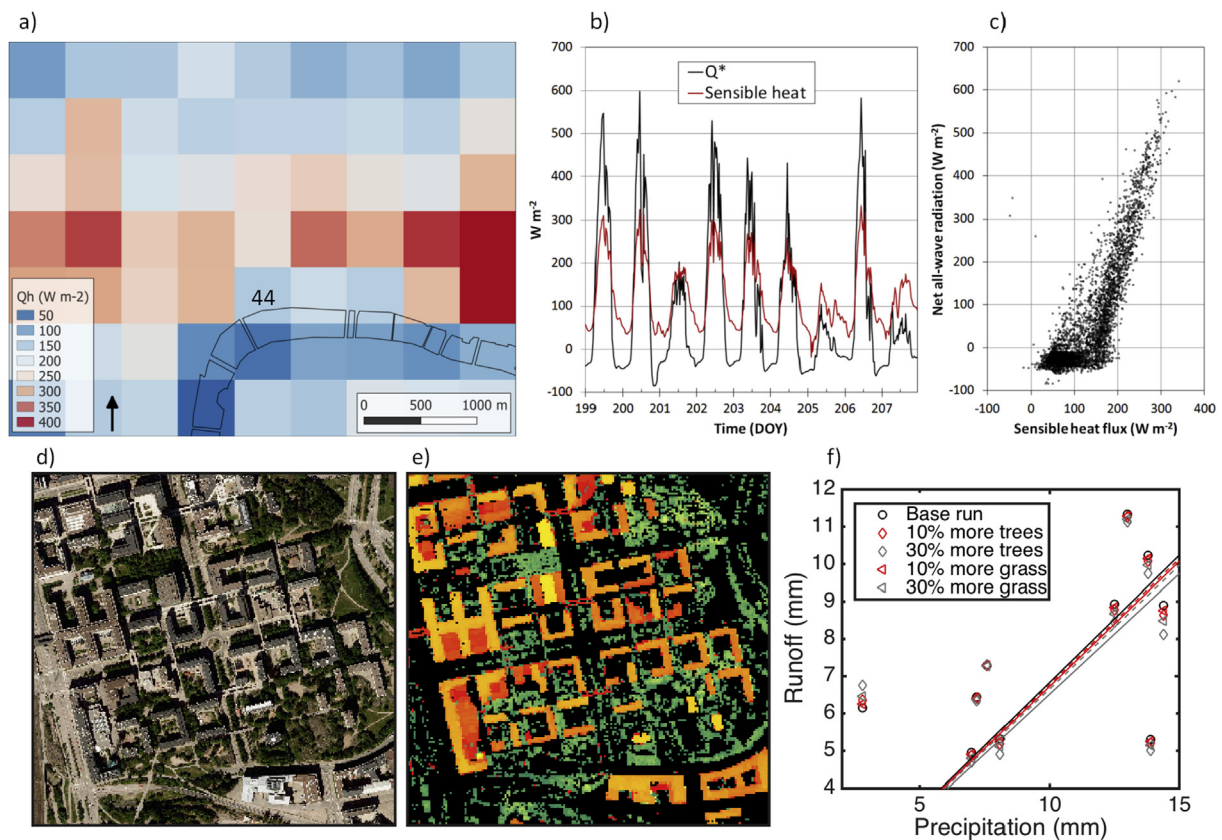 a)
44
Qh (W m-2)
50
100
150
200
250
300
350
400
0 500 1000 m
b)
700
600
500
400
300
200
100
0
-100
W m-2
Q*
Sensible heat
199 200 201 202 203 204 205 206 207
Time (DOY)
c)
700
600
500
400
300
200
100
0
-100
Net all-wave radiation (W m-2)
-100 0 100 200 300 400
Sensible heat flux (W m-2)
d)
e)
f)
12
11
10
9
8
7
6
5
4
Runoff (mm)
Base run
10% more trees
30% more trees
10% more grass
30% more grass
5 10 15
Precipitation (mm)